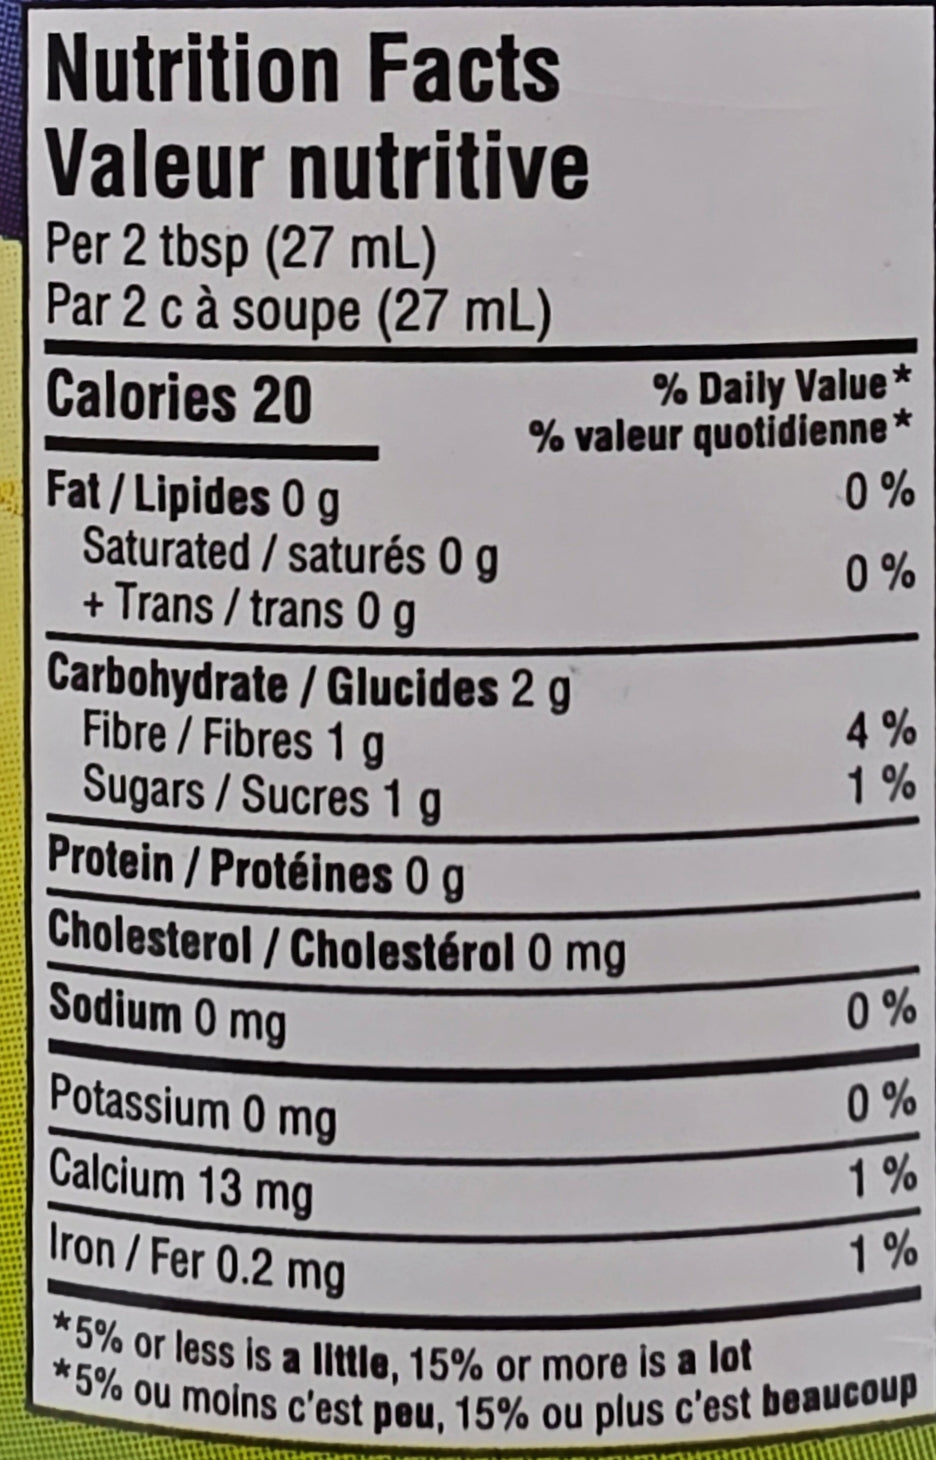 Nutrition Facts
Valeur nutritive
Per 2 tbsp (27 mL)
Par 2 c à soupe (27 mL)
Calories 20
% Daily Value*
% valeur quotidienne*
Fat / Lipides 0 g 0 %
Saturated / saturés 0 g
+ Trans / trans 0 g 0 %
Carbohydrate / Glucides 2 g
Fibre / Fibres 1 g 4 %
Sugars / Sucres 1 g 1 %
Protein / Protéines 0 g
Cholesterol / Cholestérol 0 mg
Sodium 0 mg 0 %
Potassium 0 mg 0 %
Calcium 13 mg 1 %
Iron / Fer 0.2 mg 1 %
*5% or less is a little, 15% or more is a lot
*5% ou moins c'est peu, 15% ou plus c'est beaucoup